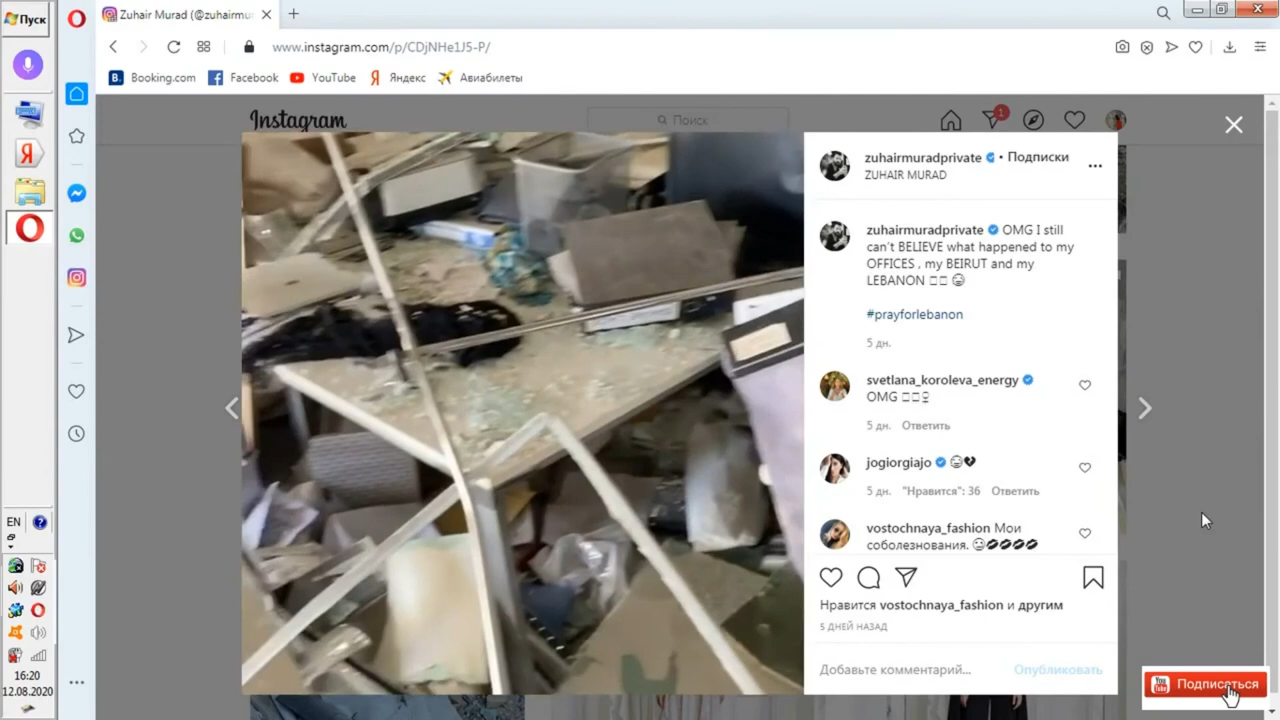 Пуск
Zuhair Murad (@zuhairmu
www.instagram.com/p/CDjNHe1J5-P/
Booking.com
Facebook
YouTube
Яндекс
Авиабилеты
Instagram
Поиск
1
zuhairmuradprivate • Подписки
ZUHAIR MURAD
zuhairmuradprivate OMG I still
can't BELIEVE what happened to my
OFFICES , my BEIRUT and my
LEBANON
#prayforlebanon
5 дн.
svetlana_koroleva_energy
OMG
5 дн. Ответить
jogiorgiajo
5 дн. "Нравится": 36 Ответить
vostochnaya_fashion Мои
соболезнования.
Нравится vostochnaya_fashion и другим
5 ДНЕЙ НАЗАД
Добавьте комментарий...
Опубликовать
EN
16:20
12.08.2020
You Tube Подписаться